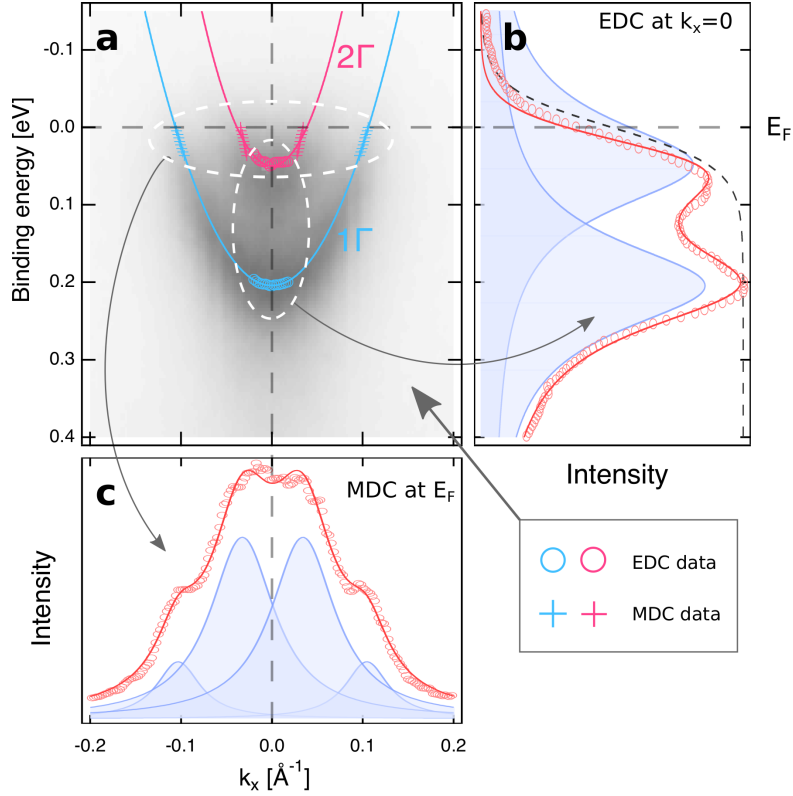 a
2Γ
1Γ
Binding energy [eV]
-0.1
0.0
0.1
0.2
0.3
0.4
b
EDC at kₓ=0
E_F
Intensity
c
MDC at E_F
Intensity
-0.2 -0.1 0.0 0.1 0.2
kₓ [Å⁻¹]
EDC data
MDC data